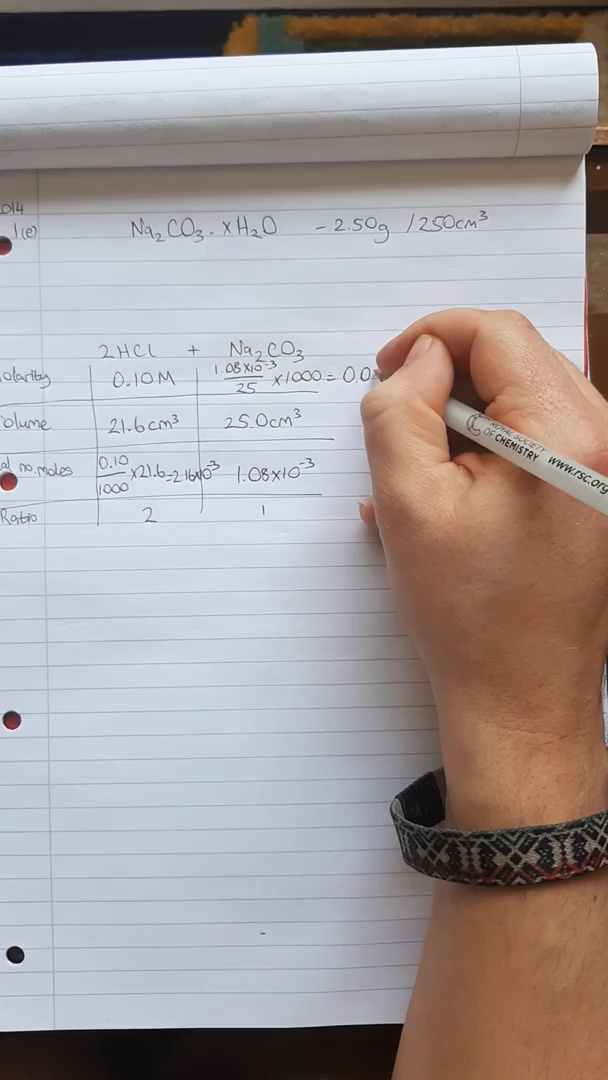 014
1(e)
Na₂CO₃. xH₂O - 2.50g /250cm³
2HCl + Na₂CO₃
olarity 0.10M 1.08x10⁻³/25 x1000 = 0.0
olume 21.6cm³ 25.0cm³
al no.moles 0.10/1000 x21.6=2.16x10⁻³ 1.08x10⁻³
Ratio 2 1
ROYAL SOCIETY
OF CHEMISTRY www.rsc.org